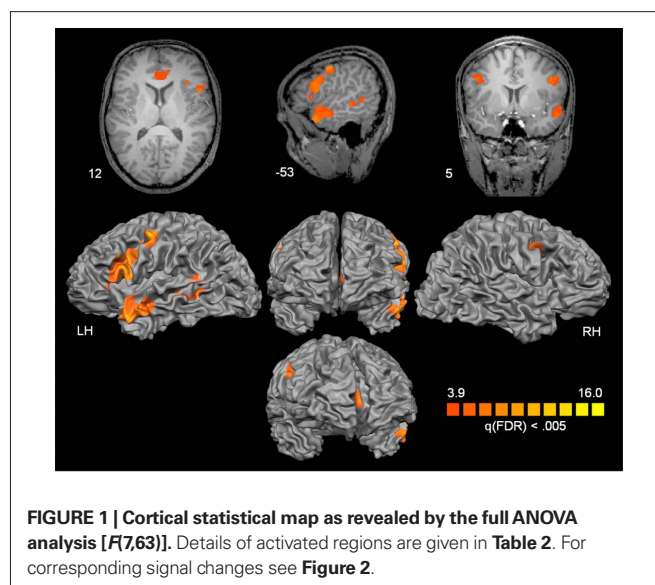 12
-53
5
LH
RH
3.9 16.0
q(FDR) < .005
FIGURE 1 | Cortical statistical map as revealed by the full ANOVA
analysis [F(7,63)]. Details of activated regions are given in Table 2. For
corresponding signal changes see Figure 2.